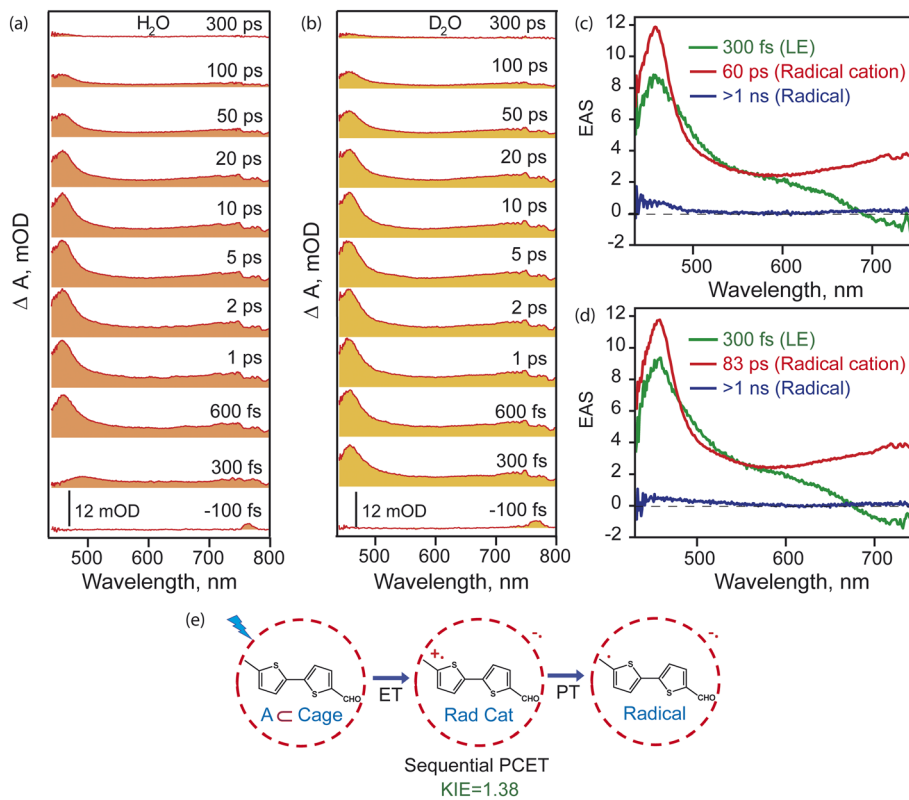 (a)
H₂O 300 ps
100 ps
50 ps
20 ps
10 ps
5 ps
2 ps
1 ps
600 fs
300 fs
12 mOD -100 fs
Δ A, mOD
500 600 700 800
Wavelength, nm
(b)
D₂O 300 ps
100 ps
50 ps
20 ps
10 ps
5 ps
2 ps
1 ps
600 fs
300 fs
12 mOD -100 fs
Δ A, mOD
500 600 700 800
Wavelength, nm
(c)
12
10
8
6
4
2
0
-2
EAS
300 fs (LE)
60 ps (Radical cation)
>1 ns (Radical)
500 600 700
Wavelength, nm
(d)
12
10
8
6
4
2
0
-2
EAS
300 fs (LE)
83 ps (Radical cation)
>1 ns (Radical)
500 600 700
Wavelength, nm
(e)
S
S
CHO
A ⊂ Cage
ET
+.
-.
S
S
CHO
Rad Cat
PT
.
-.
S
S
CHO
Radical
Sequential PCET
KIE=1.38